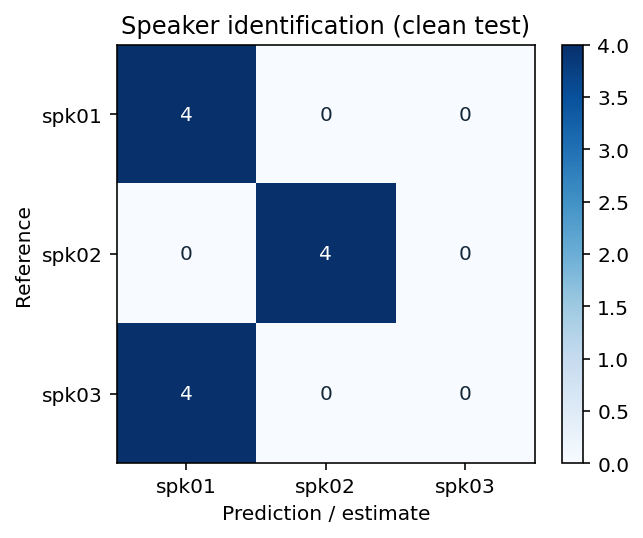 Speaker identification (clean test)
4.0
spk01 4 0 0
3.5
3.0
2.5
Reference spk02 0 4 0
2.0
1.5
1.0
spk03 4 0 0
0.5
0.0
spk01 spk02 spk03
Prediction / estimate